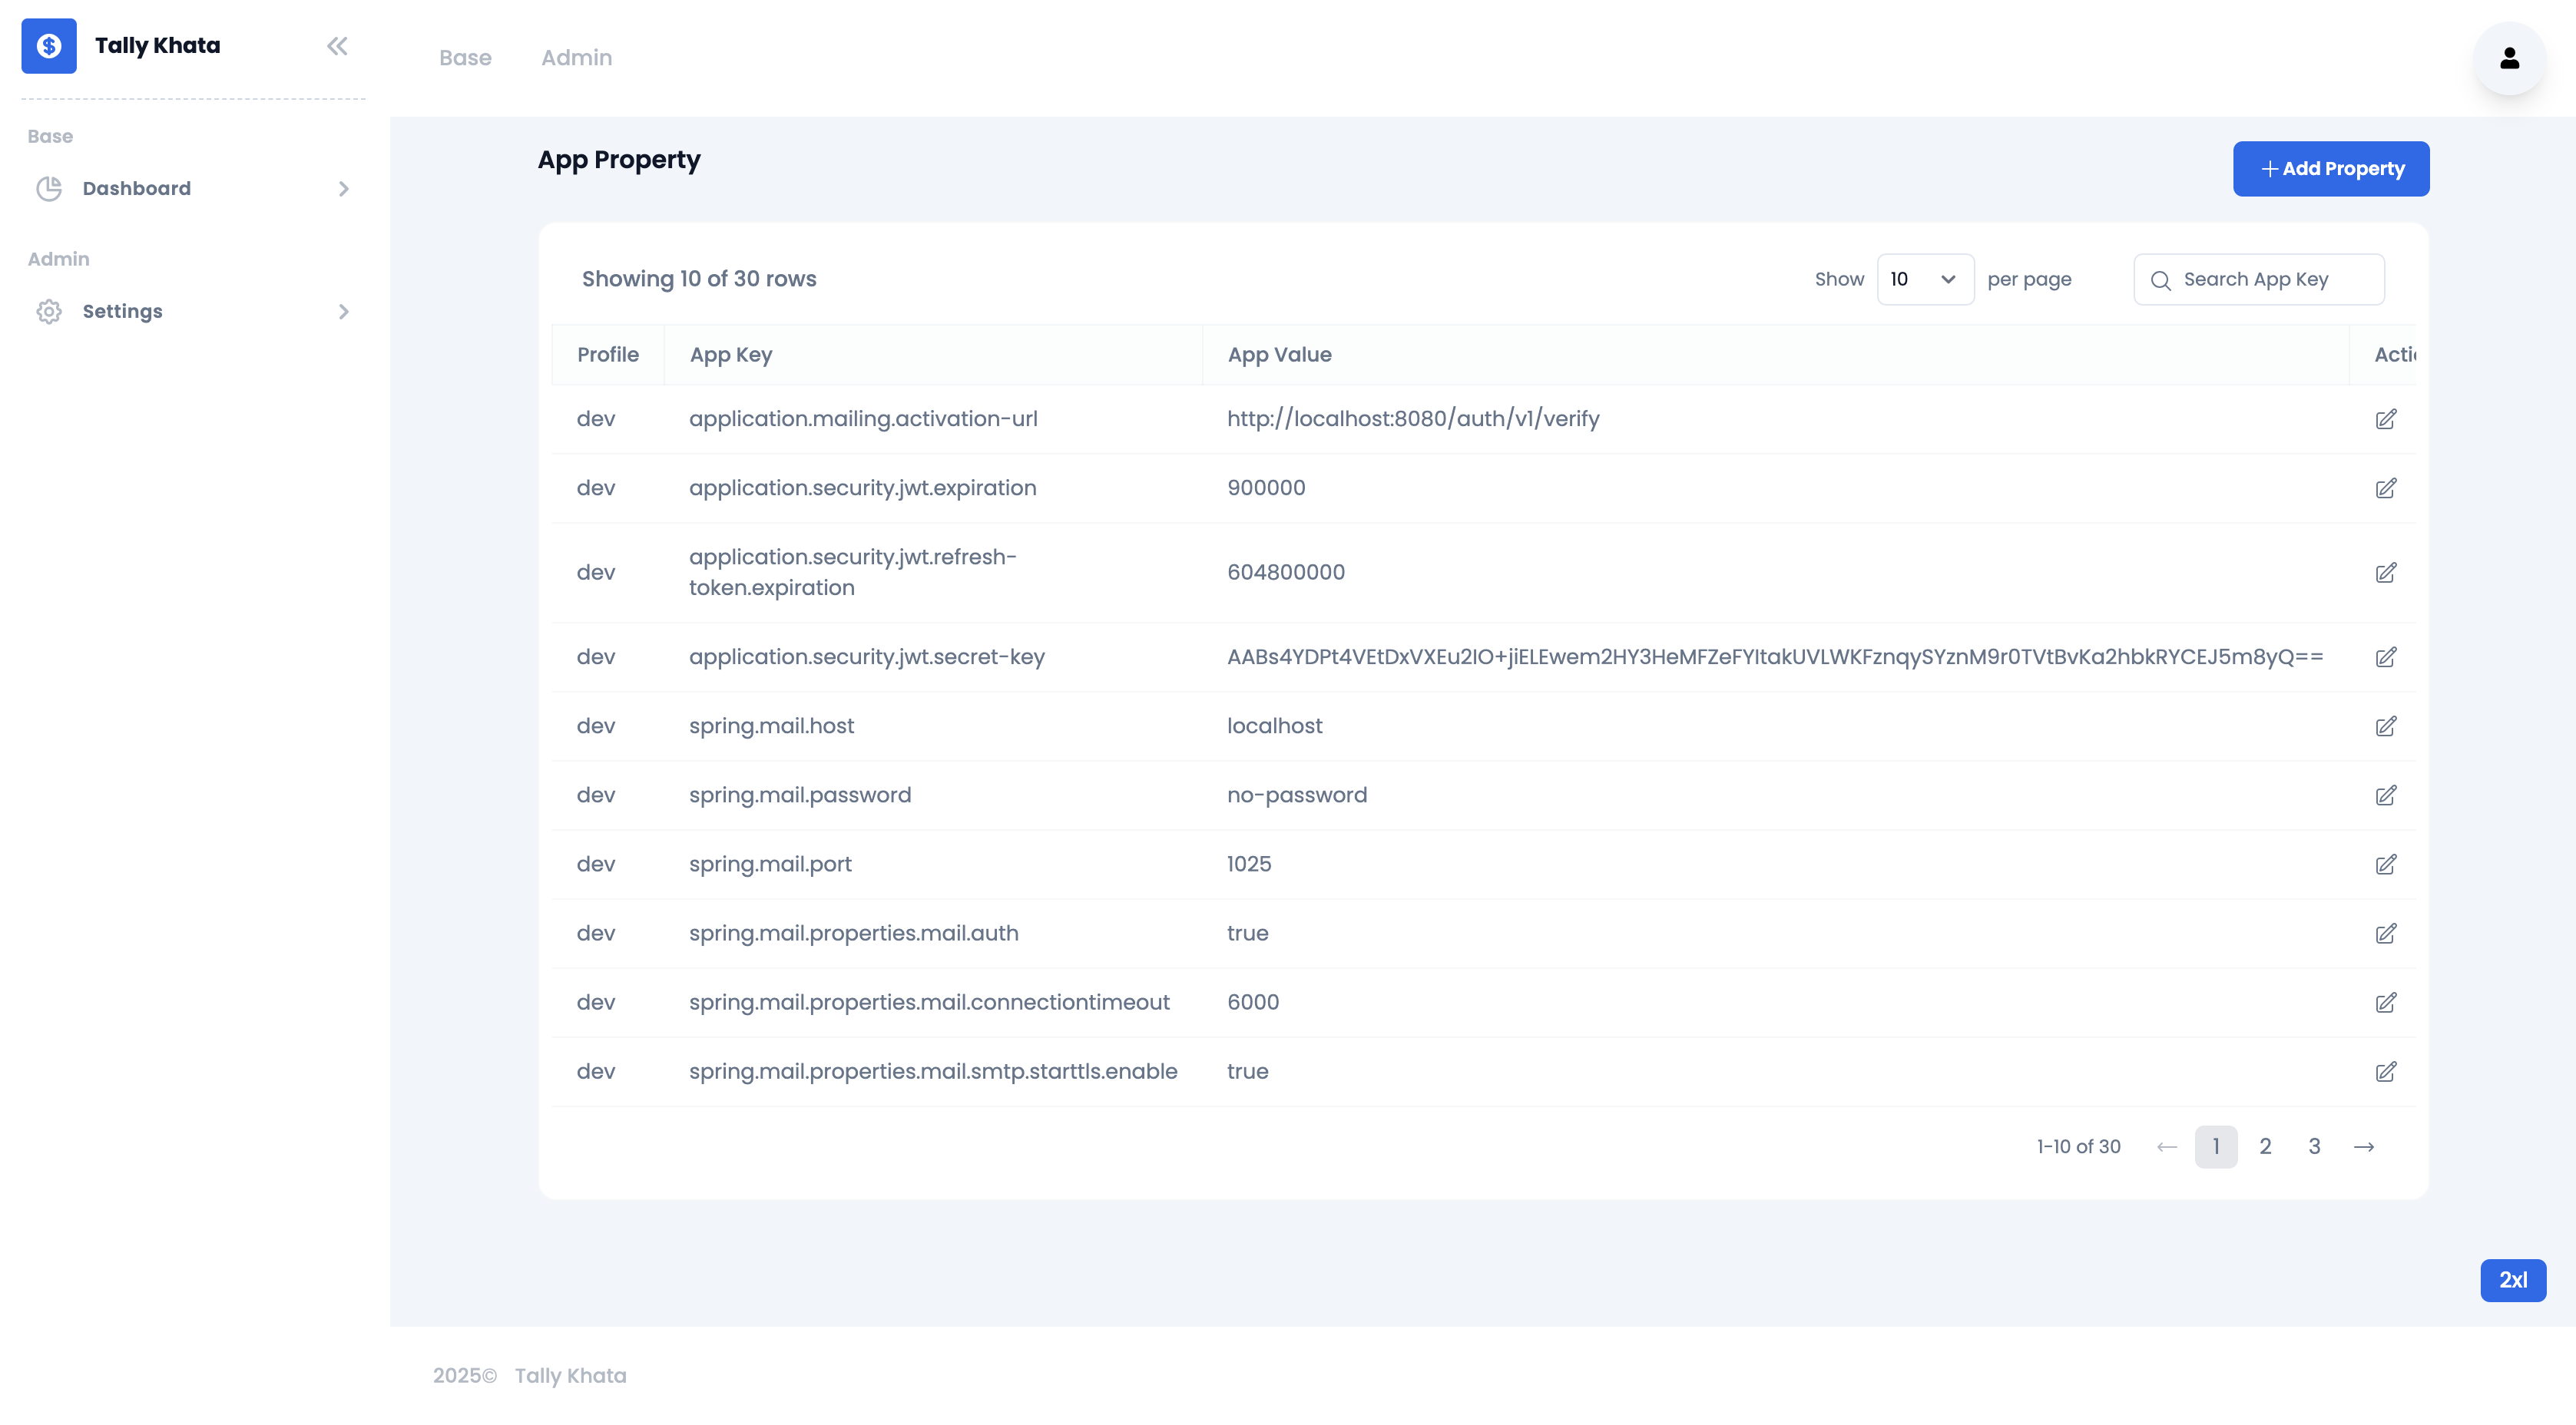 Tally Khata
Base
Dashboard
Admin
Settings
Base Admin
App Property
Add Property
Showing 10 of 30 rows
Show 10 per page
Search App Key
Profile App Key App Value Actio
dev application.mailing.activation-url http://localhost:8080/auth/v1/verify
dev application.security.jwt.expiration 900000
dev application.security.jwt.refresh-
token.expiration 604800000
dev application.security.jwt.secret-key AABs4YDPt4VEtDxVXEu2IO+jiELEwem2HY3HeMFZeFYItakUVLWKFznqySYznM9r0TVtBvKa2hbkRYCEJ5m8yQ==
dev spring.mail.host localhost
dev spring.mail.password no-password
dev spring.mail.port 1025
dev spring.mail.properties.mail.auth true
dev spring.mail.properties.mail.connectiontimeout 6000
dev spring.mail.properties.mail.smtp.starttls.enable true
1-10 of 30 ← 1 2 3 →
2xl
2025© Tally Khata